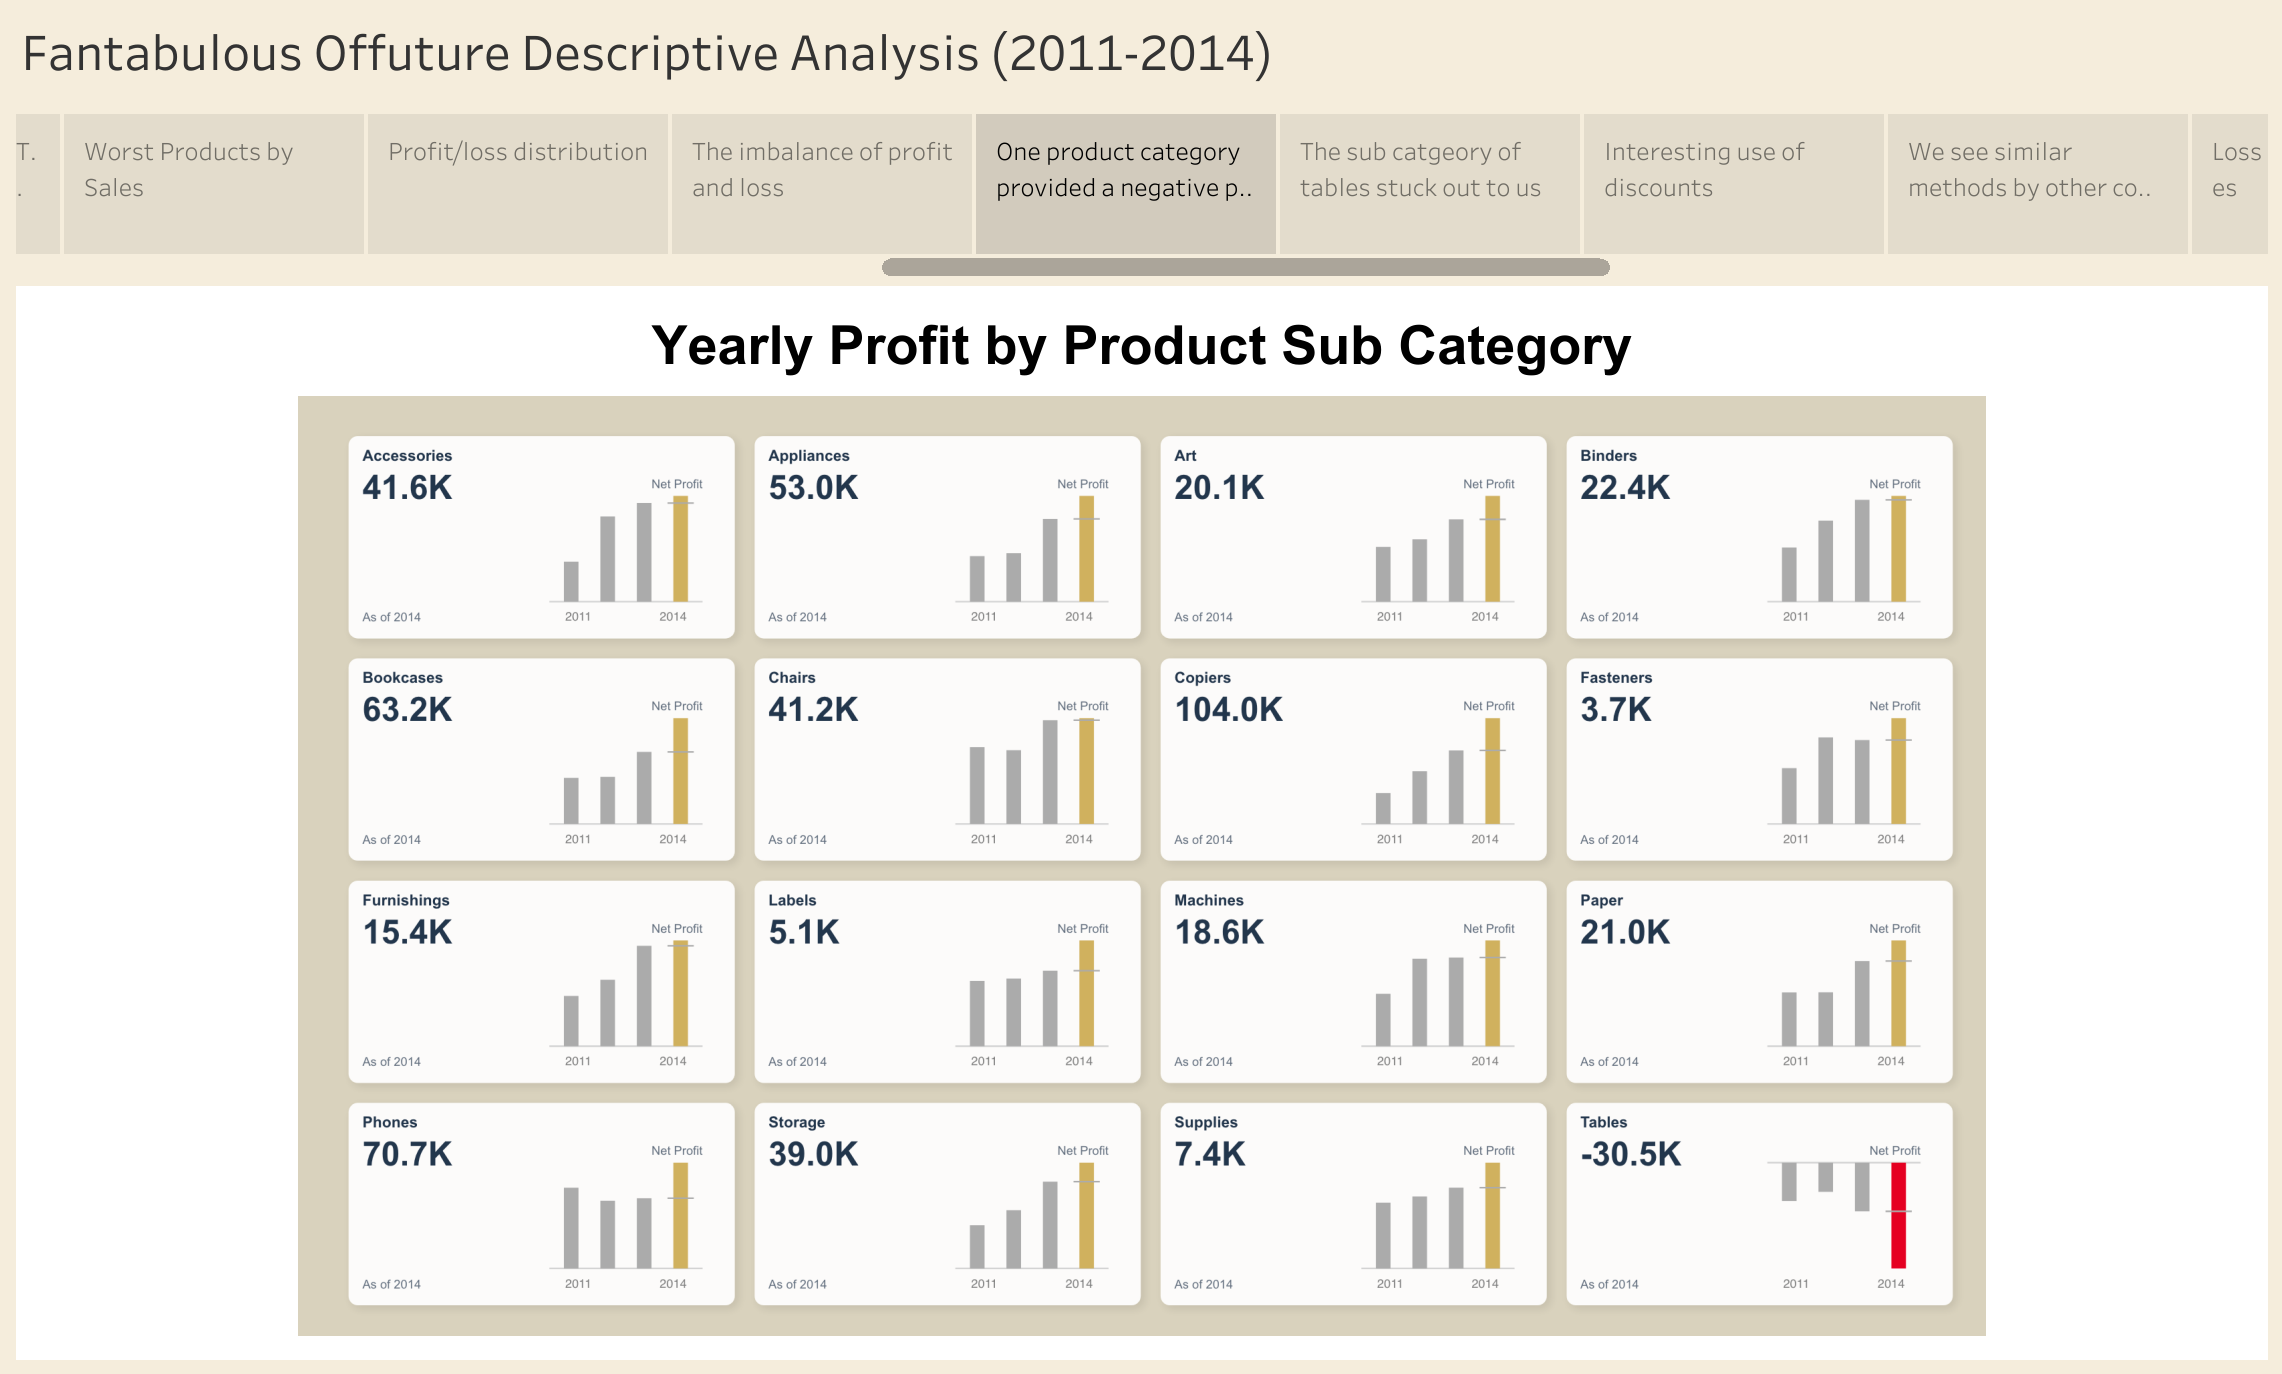 Fantabulous Offuture Descriptive Analysis (2011-2014)
T.
.
Worst Products by
Sales
Profit/loss distribution
The imbalance of profit
and loss
One product category
provided a negative p..
The sub catgeory of
tables stuck out to us
Interesting use of
discounts
We see similar
methods by other co..
Loss
es
Yearly Profit by Product Sub Category
Accessories
41.6K
Net Profit
As of 2014
2011 2014
Appliances
53.0K
Net Profit
As of 2014
2011 2014
Art
20.1K
Net Profit
As of 2014
2011 2014
Binders
22.4K
Net Profit
As of 2014
2011 2014
Bookcases
63.2K
Net Profit
As of 2014
2011 2014
Chairs
41.2K
Net Profit
As of 2014
2011 2014
Copiers
104.0K
Net Profit
As of 2014
2011 2014
Fasteners
3.7K
Net Profit
As of 2014
2011 2014
Furnishings
15.4K
Net Profit
As of 2014
2011 2014
Labels
5.1K
Net Profit
As of 2014
2011 2014
Machines
18.6K
Net Profit
As of 2014
2011 2014
Paper
21.0K
Net Profit
As of 2014
2011 2014
Phones
70.7K
Net Profit
As of 2014
2011 2014
Storage
39.0K
Net Profit
As of 2014
2011 2014
Supplies
7.4K
Net Profit
As of 2014
2011 2014
Tables
-30.5K
Net Profit
As of 2014
2011 2014